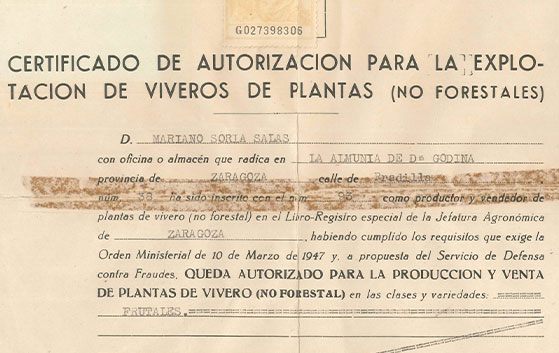 G027398306
CERTIFICADO DE AUTORIZACION PARA LA EXPLO-
TACION DE VIVEROS DE PLANTAS (NO FORESTALES)
D. MARIANO SORIA SALAS
con oficina o almacén que radica en LA ALMUNIA DE Dª GODINA
provincia de ZARAGOZA calle de Bradilla
núm. 38 ha sido inscrito con el núm. 93 como productor y vendedor de
plantas de vivero (no forestal) en el Libro-Registro especial de la Jefatura Agronómica
de ZARAGOZA, habiendo cumplido los requisitos que exige la
Orden Ministerial de 10 de Marzo de 1947 y, a propuesta del Servicio de Defensa
contra Fraudes, QUEDA AUTORIZADO PARA LA PRODUCCION Y VENTA
DE PLANTAS DE VIVERO (NO FORESTAL) en las clases y variedades:
FRUTALES.